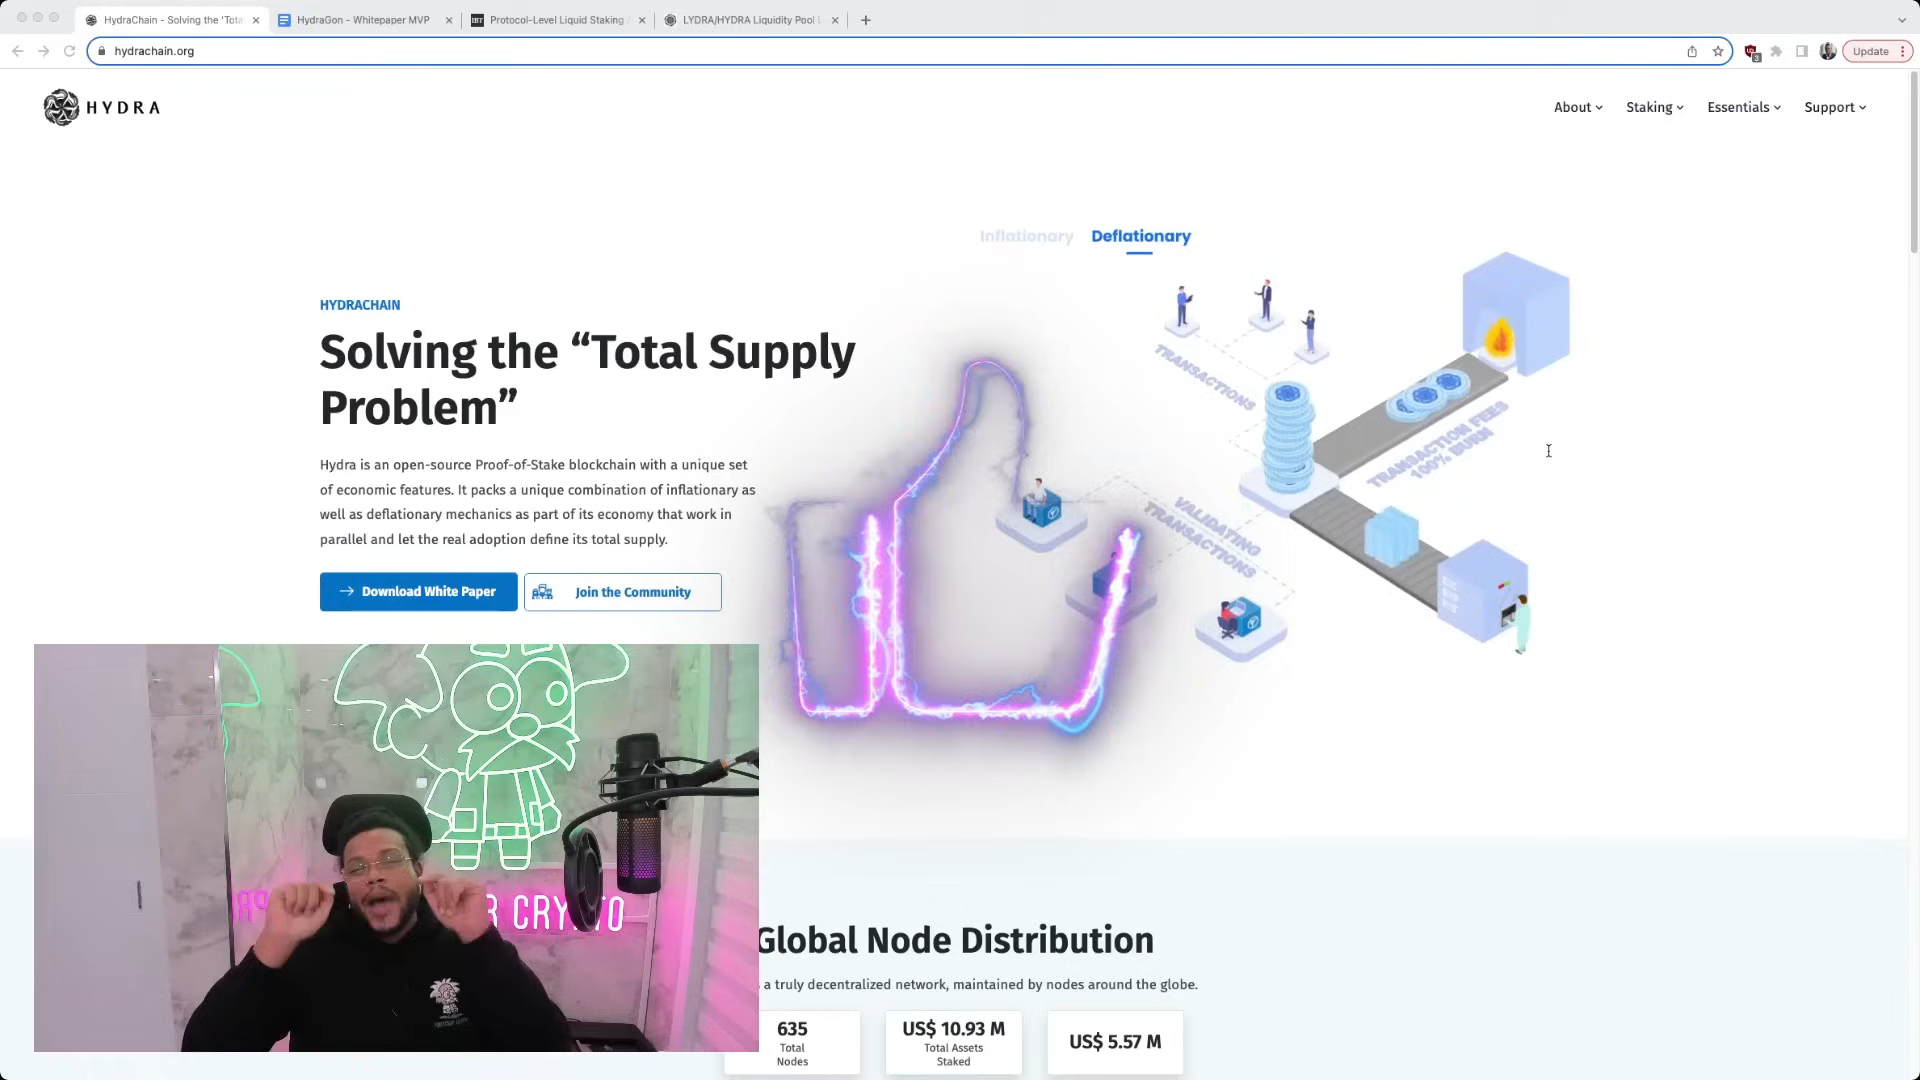 HydraChain - Solving the 'Tota
HydraGon - Whitepaper MVP
Protocol-Level Liquid Staking
LYDRA/HYDRA Liquidity Pool
hydrachain.org
Update
HYDRA
About
Staking
Essentials
Support
Inflationary
Deflationary
HYDRACHAIN
Solving the “Total Supply
Problem”
Hydra is an open-source Proof-of-Stake blockchain with a unique set
of economic features. It packs a unique combination of inflationary as
well as deflationary mechanics as part of its economy that work in
parallel and let the real adoption define its total supply.
Download White Paper
Join the Community
TRANSACTIONS
TRANSACTION FEES
100% BURN
VALIDATING
TRANSACTIONS
R CRY
TO
Global Node Distribution
a truly decentralized network, maintained by nodes around the globe.
635
Total
Nodes
US$ 10.93 M
Total Assets
Staked
US$ 5.57 M